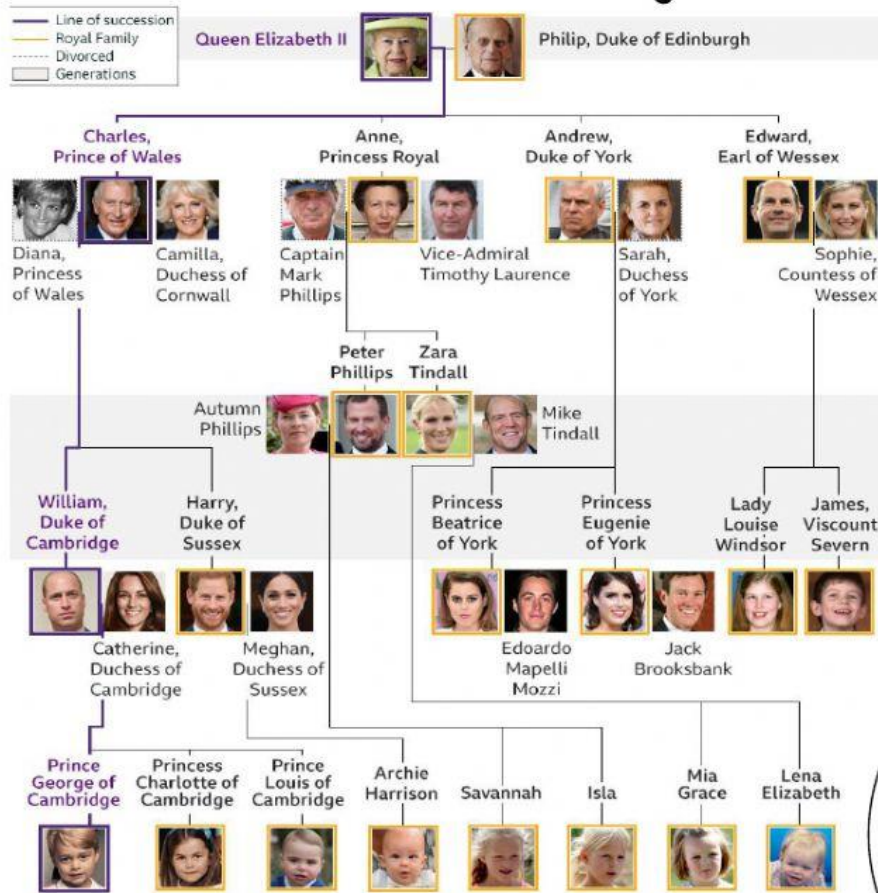 Line of succession
Royal Family
Divorced
Generations
Queen Elizabeth II
Philip, Duke of Edinburgh
Charles,
Prince of Wales
Anne,
Princess Royal
Andrew,
Duke of York
Edward,
Earl of Wessex
Diana,
Princess
of Wales
Camilla,
Duchess of
Cornwall
Captain
Mark
Phillips
Vice-Admiral
Timothy Laurence
Sarah,
Duchess
of York
Sophie,
Countess of
Wessex
Peter
Phillips
Zara
Tindall
Autumn
Phillips
Mike
Tindall
William,
Duke of
Cambridge
Harry,
Duke of
Sussex
Princess
Beatrice
of York
Princess
Eugenie
of York
Lady
Louise
Windsor
James,
Viscount
Severn
Catherine,
Duchess of
Cambridge
Meghan,
Duchess of
Sussex
Edoardo
Mapelli
Mozzi
Jack
Brooksbank
Prince
George of
Cambridge
Princess
Charlotte of
Cambridge
Prince
Louis of
Cambridge
Archie
Harrison
Savannah
Isla
Mia
Grace
Lena
Elizabeth